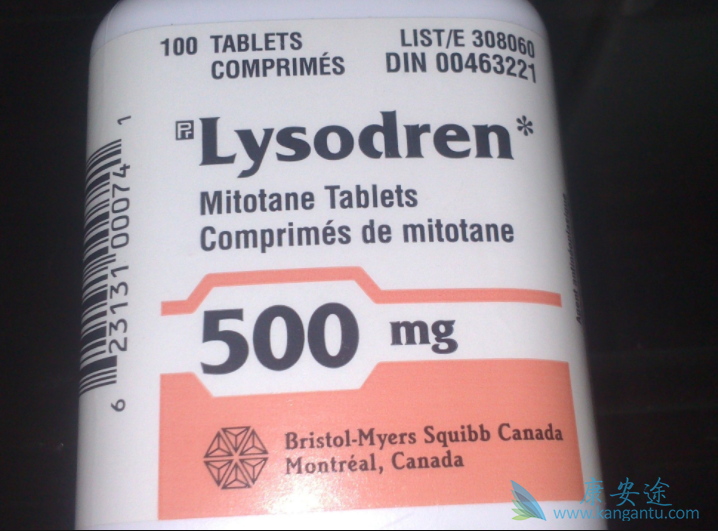 100 TABLETS
COMPRIMÉS
LIST/E 308060
DIN 00463221
Pr Lysodren*
Mitotane Tablets
Comprimés de mitotane
500 mg
Bristol-Myers Squibb Canada
Montréal, Canada
6 23131 00074 1
康安途
www.kangantu.com